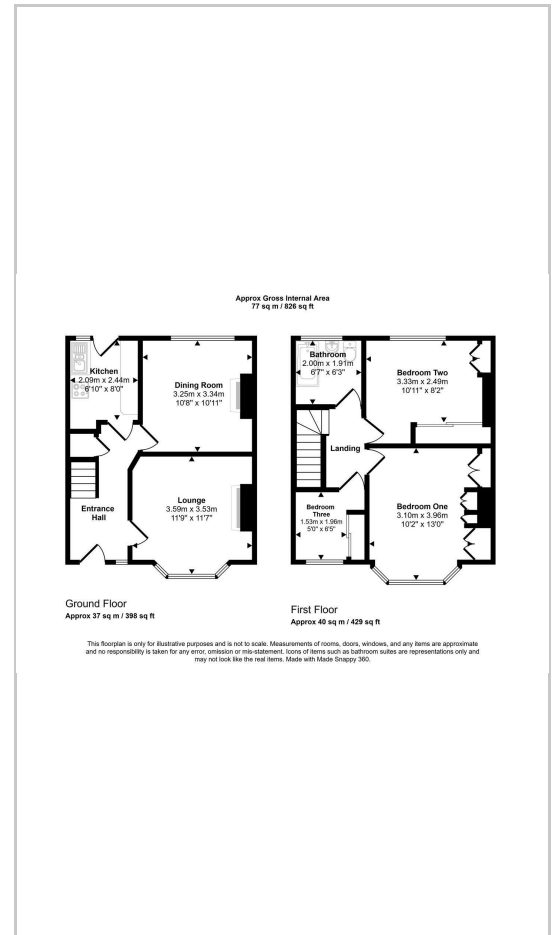 Approx Gross Internal Area
77 sq m / 826 sq ft
Kitchen
2.09m x 2.44m
6'10" x 8'0"
Dining Room
3.25m x 3.34m
10'8" x 10'11"
Entrance
Hall
Lounge
3.59m x 3.53m
11'9" x 11'7"
Ground Floor
Approx 37 sq m / 398 sq ft
Bathroom
2.00m x 1.91m
6'7" x 6'3"
Bedroom Two
3.33m x 2.49m
10'11" x 8'2"
Landing
Bedroom
Three
1.53m x 1.96m
5'0" x 6'5"
Bedroom One
3.10m x 3.96m
10'2" x 13'0"
First Floor
Approx 40 sq m / 429 sq ft
This floorplan is only for illustrative purposes and is not to scale. Measurements of rooms, doors, windows, and any items are approximate
and no responsibility is taken for any error, omission or mis-statement. Icons of items such as bathroom suites are representations only and
may not look like the real items. Made with Made Snappy 360.